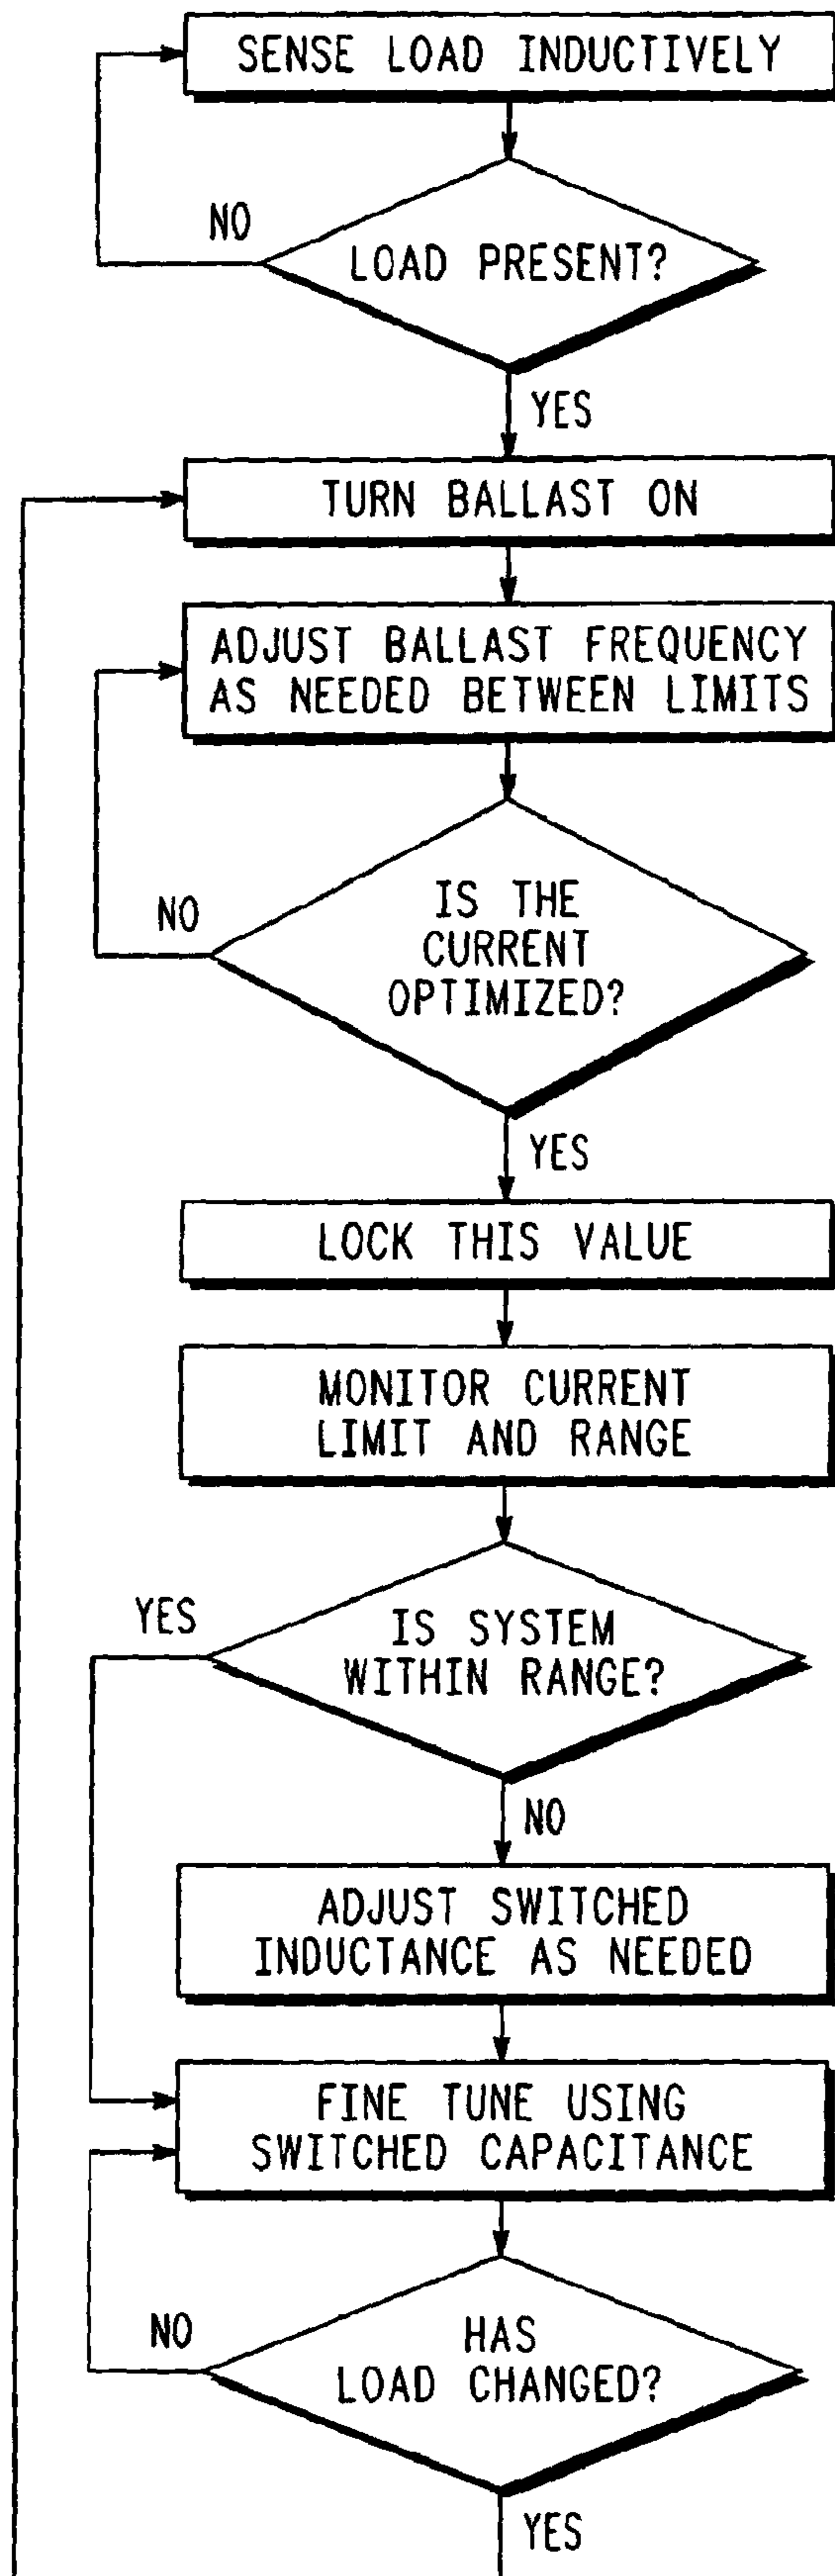 SENSE LOAD INDUCTIVELY
NO
LOAD PRESENT?
YES
TURN BALLAST ON
ADJUST BALLAST FREQUENCY
AS NEEDED BETWEEN LIMITS
NO
IS THE
CURRENT
OPTIMIZED?
YES
LOCK THIS VALUE
MONITOR CURRENT
LIMIT AND RANGE
YES
IS SYSTEM
WITHIN RANGE?
NO
ADJUST SWITCHED
INDUCTANCE AS NEEDED
FINE TUNE USING
SWITCHED CAPACITANCE
NO
HAS
LOAD CHANGED?
YES